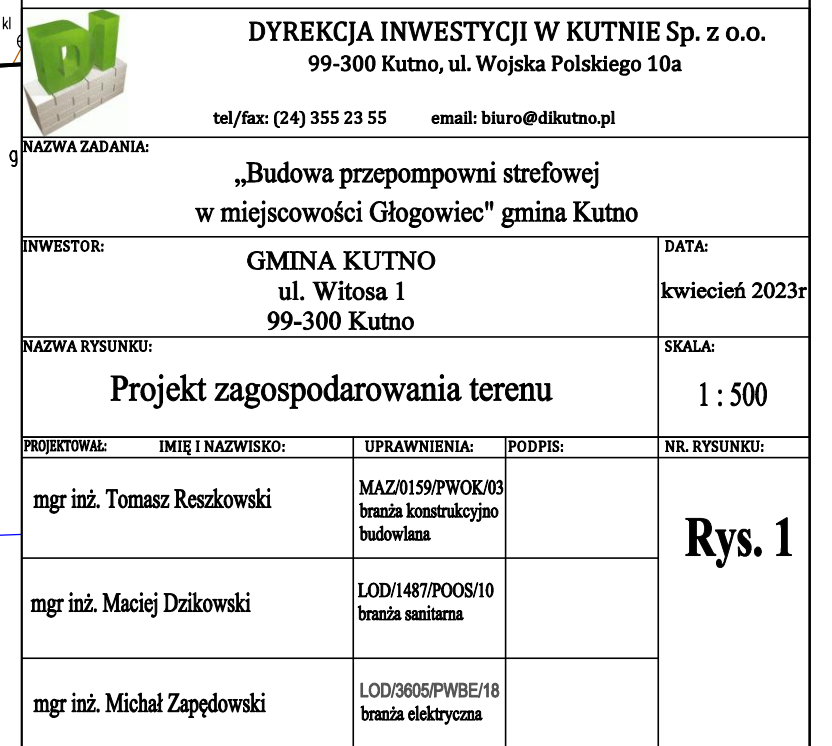 kl
DI
DYREKCJA INWESTYCJI W KUTNIE Sp. z o.o.
99-300 Kutno, ul. Wojska Polskiego 10a
tel/fax: (24) 355 23 55 email: biuro@dikutno.pl
g
NAZWA ZADANIA:
„Budowa przepompowni strefowej
w miejscowości Głogowiec" gmina Kutno
INWESTOR:
GMINA KUTNO
ul. Witosa 1
99-300 Kutno
DATA:
kwiecień 2023r
NAZWA RYSUNKU:
Projekt zagospodarowania terenu
SKALA:
1 : 500
PROJEKTOWAŁ: IMIĘ I NAZWISKO: UPRAWNIENIA: PODPIS: NR. RYSUNKU:
mgr inż. Tomasz Reszkowski
MAZ/0159/PWOK/03
branża konstrukcyjno
budowlana
Rys. 1
mgr inż. Maciej Dzikowski
LOD/1487/POOS/10
branża sanitarna
mgr inż. Michał Zapędowski
LOD/3605/PWBE/18
branża elektryczna